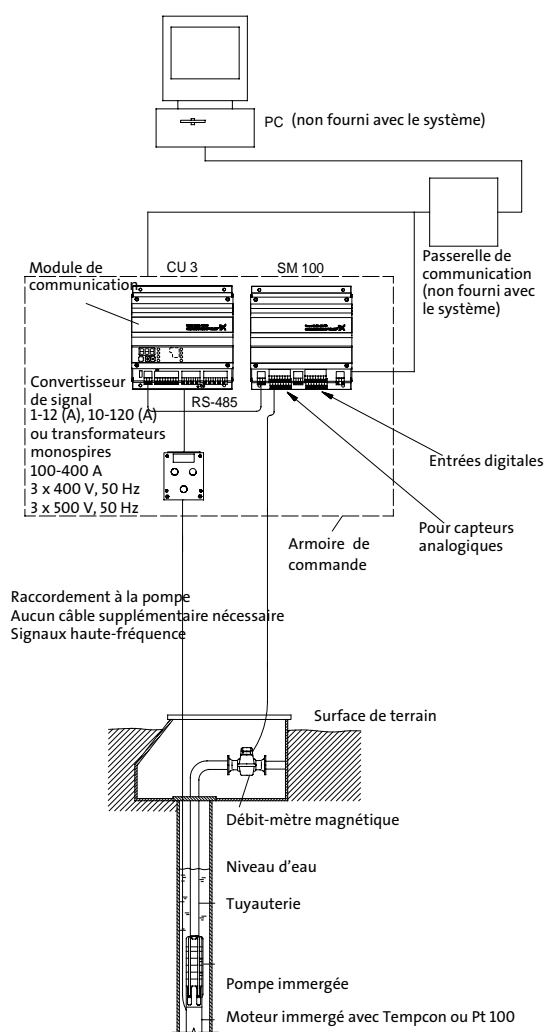 PC (non fourni avec le système)
Passerelle de
communication
(non fourni avec
le système)
Module de
communication
CU 3
SM 100
Convertisseur
de signal
1-12 (A), 10-120 (A)
ou transformateurs
monospires
100-400 A
3 x 400 V, 50 Hz
3 x 500 V, 50 Hz
RS-485
Entrées digitales
Pour capteurs
analogiques
Armoire de
commande
Raccordement à la pompe
Aucun câble supplémentaire nécessaire
Signaux haute-fréquence
Surface de terrain
Débit-mètre magnétique
Niveau d'eau
Tuyauterie
Pompe immergée
Moteur immergé avec Tempcon ou Pt 100